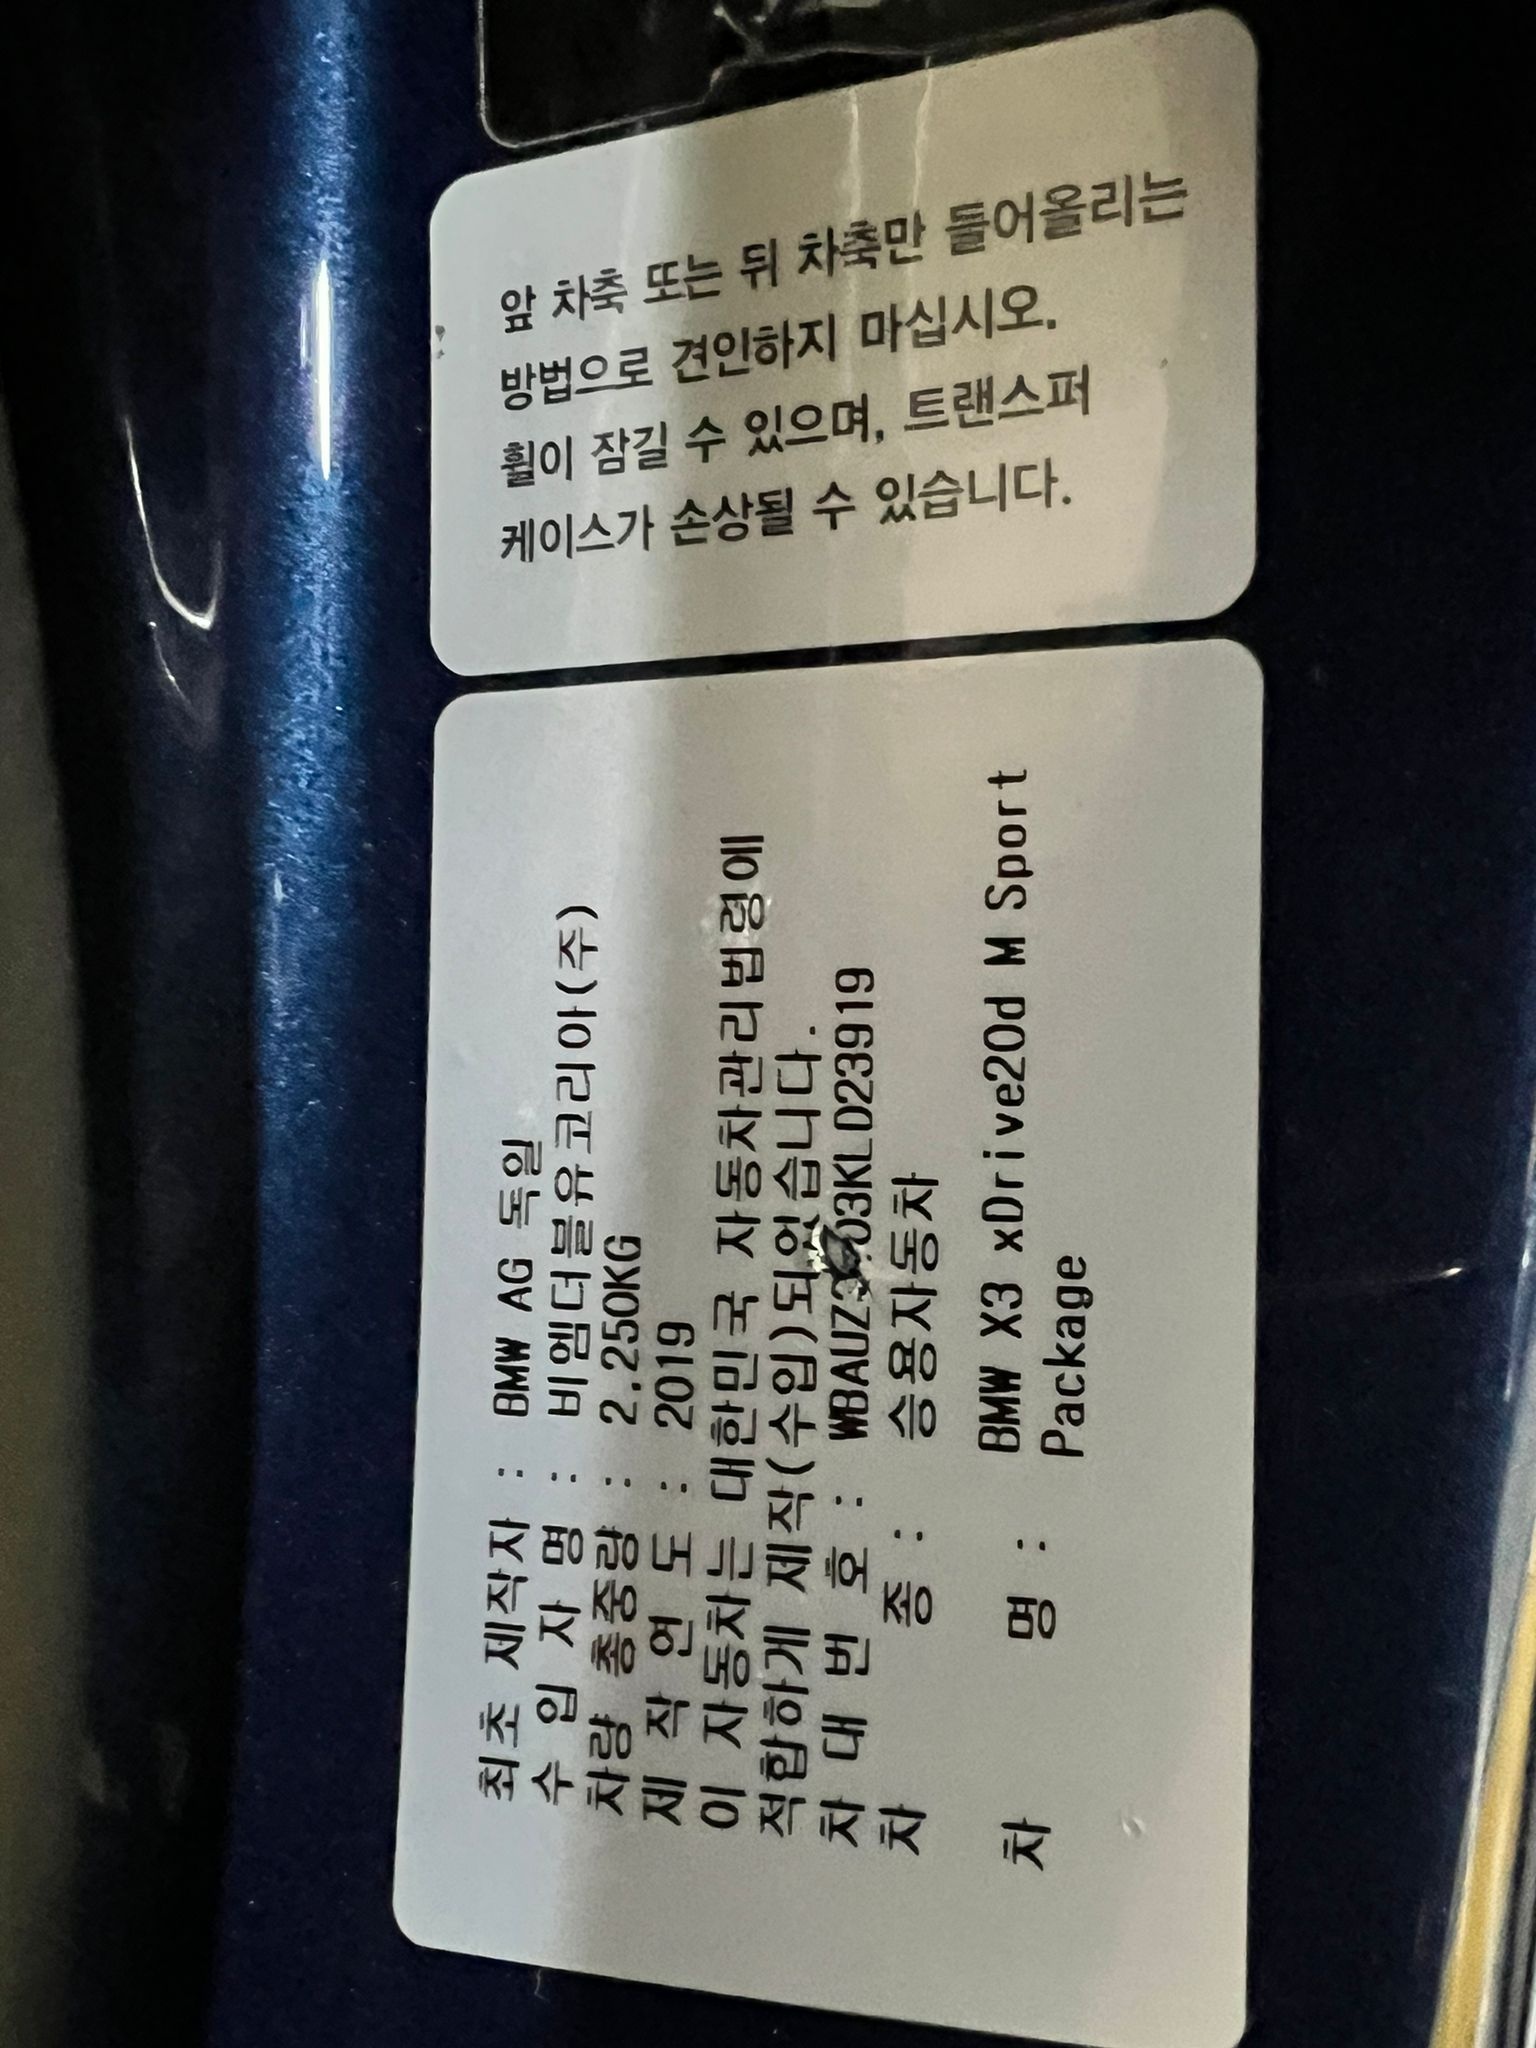 앞 차축 또는 뒤 차축만 들어올리는
방법으로 견인하지 마십시오.
휠이 잠길 수 있으며, 트랜스퍼
케이스가 손상될 수 있습니다.
최초 제작자 : BMW AG 독일
수 입 자 명 : 비엠더블유코리아(주)
차량 총중량 : 2.250KG
제 작 연 도 : 2019
이 자동차는 대한민국 자동차관리법령에
적합하게 제작(수입)되었습니다.
차 대 번 호 :
차 종 : 승용자동차
차 명 : BMW X3 xDrive20d M Sport
Package